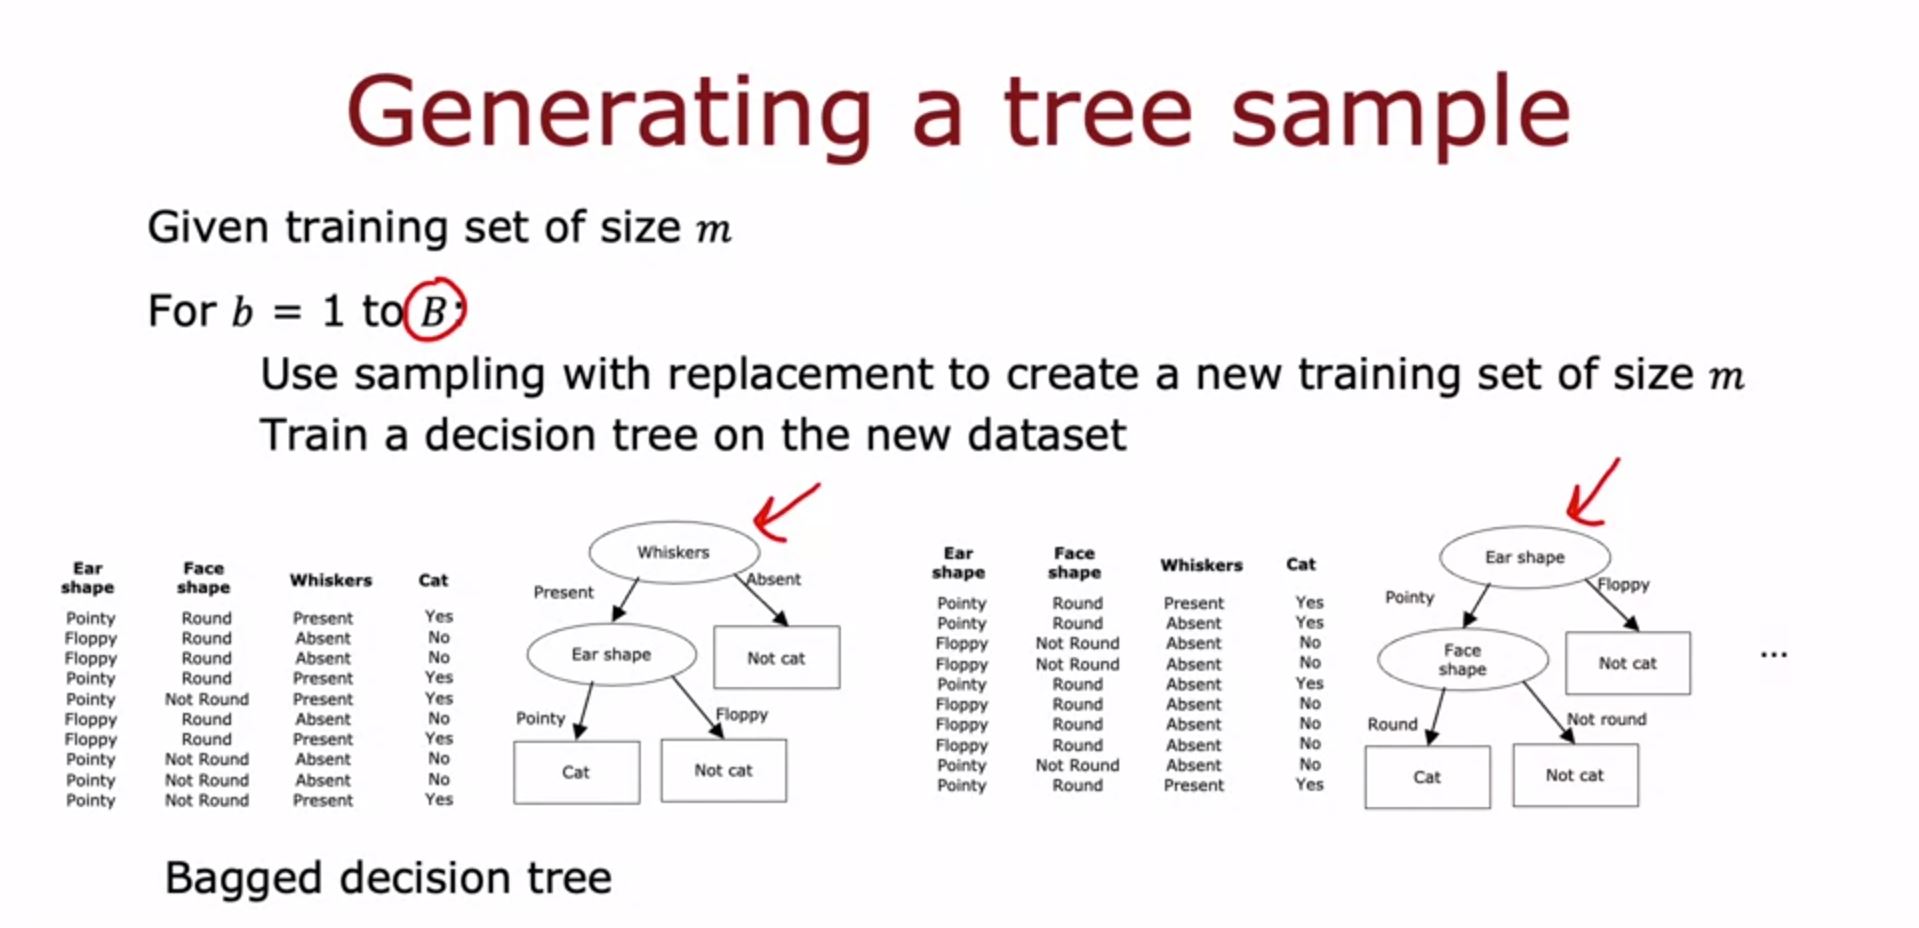 Generating a tree sample
Given training set of size m
For b = 1 to B:
Use sampling with replacement to create a new training set of size m
Train a decision tree on the new dataset
Ear shape Face shape Whiskers Cat
Pointy Round Present Yes
Floppy Round Absent No
Floppy Round Absent No
Pointy Round Present Yes
Pointy Not Round Present Yes
Floppy Round Absent No
Floppy Round Present Yes
Pointy Not Round Absent No
Pointy Not Round Absent No
Pointy Not Round Present Yes
Whiskers
Present
Absent
Ear shape
Not cat
Pointy
Floppy
Cat
Not cat
Ear shape Face shape Whiskers Cat
Pointy Round Present Yes
Pointy Round Absent Yes
Floppy Not Round Absent No
Floppy Not Round Absent No
Pointy Round Absent Yes
Floppy Round Absent No
Floppy Round Absent No
Floppy Round Absent No
Pointy Not Round Absent No
Pointy Round Present Yes
Ear shape
Pointy
Floppy
Face
shape
Not cat
Round
Not round
Cat
Not cat
...
Bagged decision tree